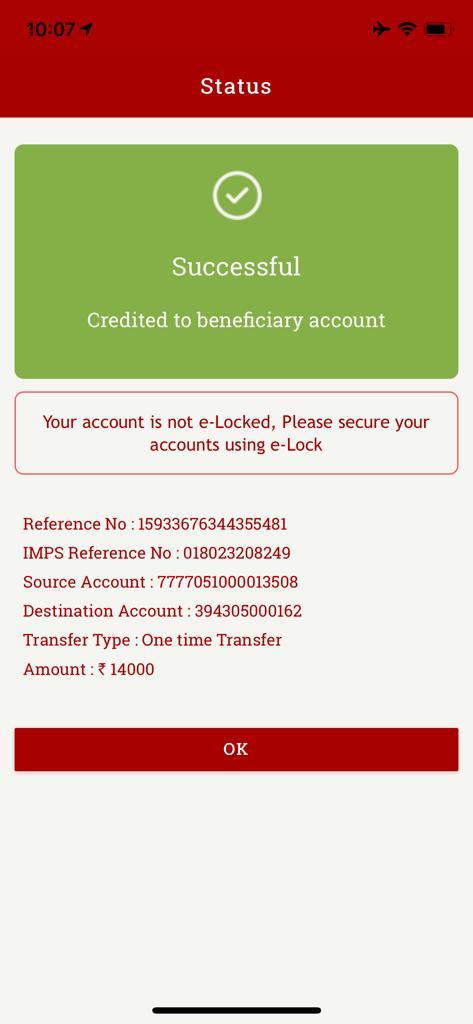 10:07
Status
Successful
Credited to beneficiary account
Your account is not e-Locked, Please secure your
accounts using e-Lock
Reference No : 15933676344355481
IMPS Reference No : 018023208249
Source Account : 7777051000013508
Destination Account : 394305000162
Transfer Type : One time Transfer
Amount : ₹ 14000
OK